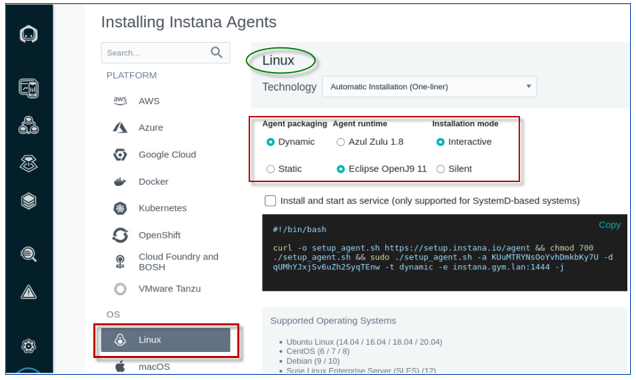 Installing Instana Agents
Search...
PLATFORM
aws AWS
Azure
Google Cloud
Docker
Kubernetes
OpenShift
Cloud Foundry and
BOSH
VMware Tanzu
OS
Linux
macOS
Linux
Technology Automatic Installation (One-liner)
Agent packaging Agent runtime Installation mode
Dynamic Azul Zulu 1.8 Interactive
Static Eclipse OpenJ9 11 Silent
Install and start as service (only supported for SystemD-based systems)
Copy
#!/bin/bash
curl -o setup_agent.sh https://setup.instana.io/agent && chmod 700
./setup_agent.sh && sudo ./setup_agent.sh -a KUuMTRYNsOoYvhDmkbKy7U -d
qUMhYJxjSv6uZh2SyqTEnw -t dynamic -e instana.gym.lan:1444 -j
Supported Operating Systems
Ubuntu Linux (14.04 / 16.04 / 18.04 / 20.04)
CentOS (6 / 7 / 8)
Debian (9 / 10)
Suse Linux Enterprise Server (SLES) (12)